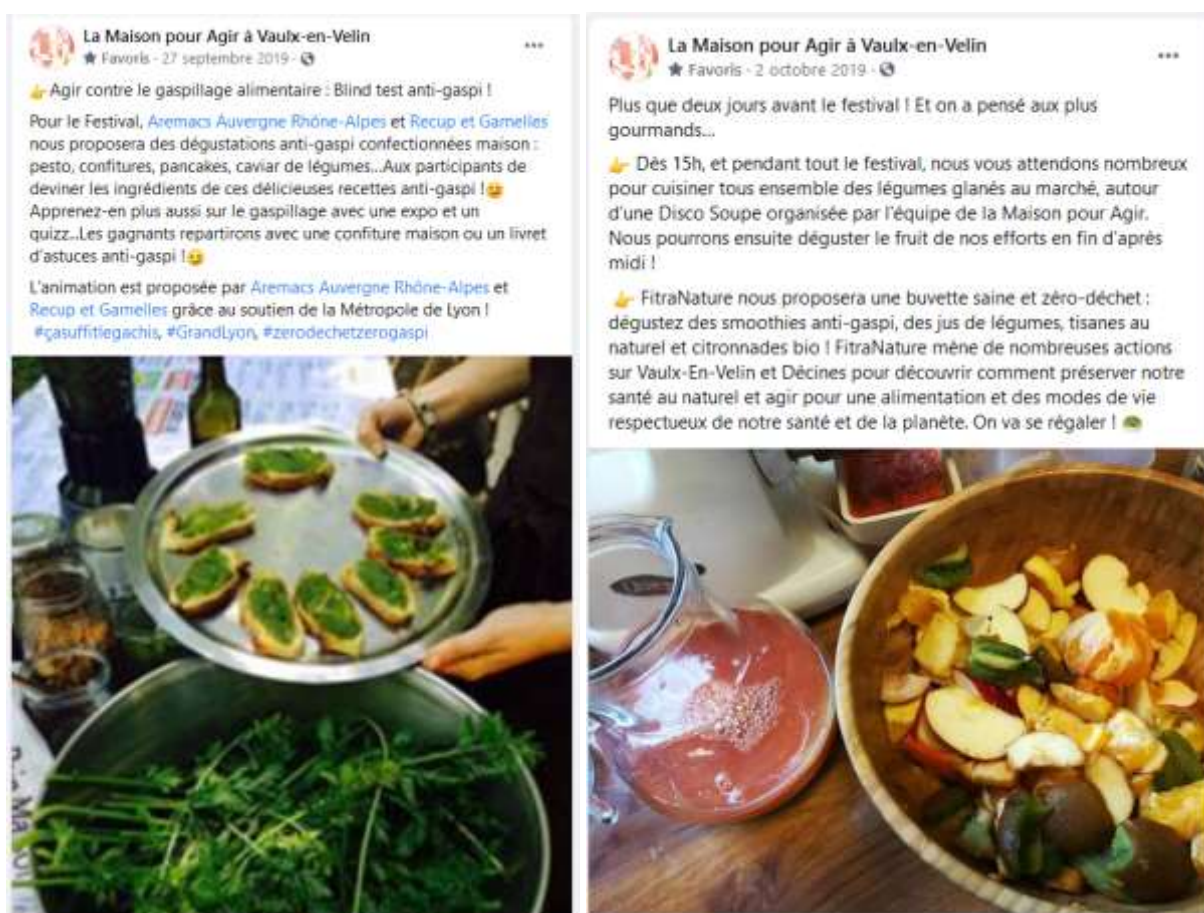 La Maison pour Agir à Vaulx-en-Velin
★ Favoris · 27 septembre 2019 ·
👉 Agir contre le gaspillage alimentaire : Blind test anti-gaspi !
Pour le Festival, Aremacs Auvergne Rhône-Alpes et Recup et Gamelles
nous proposera des dégustations anti-gaspi confectionnées maison :
pesto, confitures, pancakes, caviar de légumes...Aux participants de
deviner les ingrédients de ces délicieuses recettes anti-gaspi !😀
Apprenez-en plus aussi sur le gaspillage avec une expo et un
quizz...Les gagnants repartirons avec une confiture maison ou un livret
d'astuces anti-gaspi !😀
L'animation est proposée par Aremacs Auvergne Rhône-Alpes et
Recup et Gamelles grâce au soutien de la Métropole de Lyon !
#çasuffitlegachis, #GrandLyon, #zerodechetzerogaspi
La Maison pour Agir à Vaulx-en-Velin
★ Favoris · 2 octobre 2019 ·
Plus que deux jours avant le festival ! Et on a pensé aux plus
gourmands...
👉 Dès 15h, et pendant tout le festival, nous vous attendons nombreux
pour cuisiner tous ensemble des légumes glanés au marché, autour
d'une Disco Soupe organisée par l'équipe de la Maison pour Agir.
Nous pourrons ensuite déguster le fruit de nos efforts en fin d'après
midi !
👉 FitraNature nous proposera une buvette saine et zéro-déchet :
dégustez des smoothies anti-gaspi, des jus de légumes, tisanes au
naturel et citronnades bio ! FitraNature mène de nombreuses actions
sur Vaulx-En-Velin et Décines pour découvrir comment préserver notre
santé au naturel et agir pour une alimentation et des modes de vie
respectueux de notre santé et de la planète. On va se régaler !